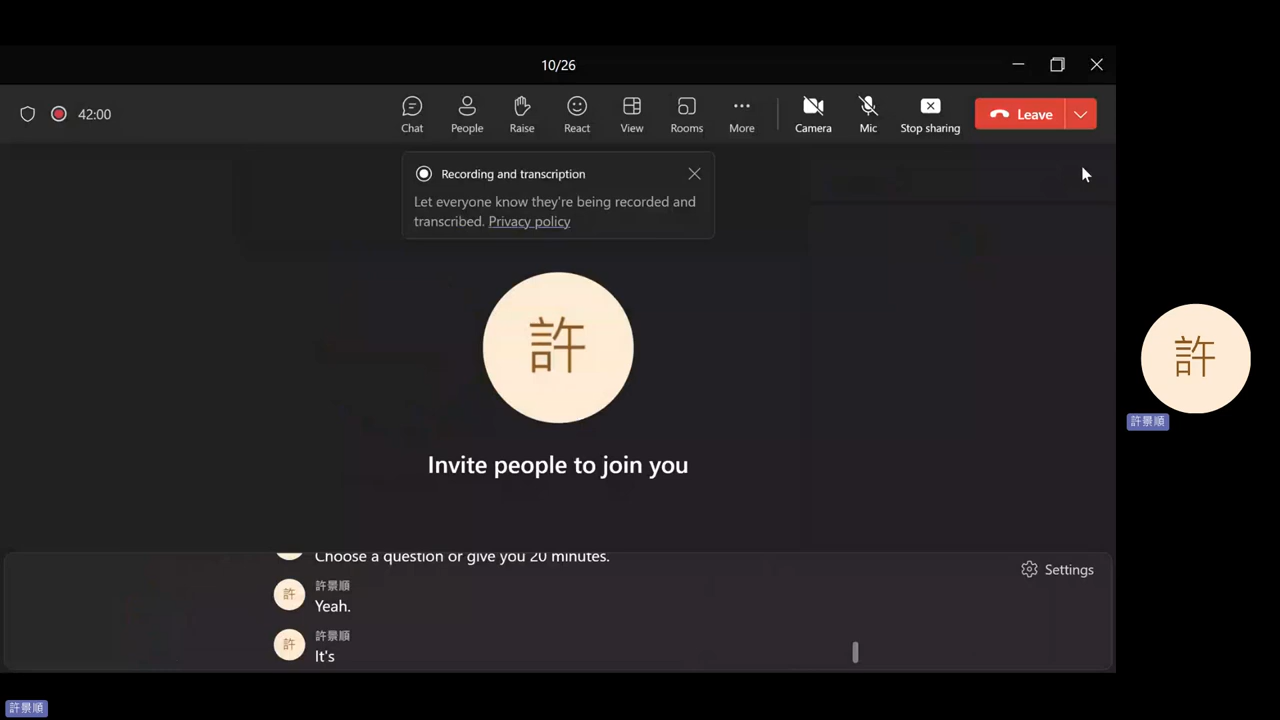 10/26
42:00
Chat
People
Raise
React
View
Rooms
More
Camera
Mic
Stop sharing
Leave
Recording and transcription
Let everyone know they're being recorded and
transcribed. Privacy policy
許
Invite people to join you
許
許景順
Choose a question or give you 20 minutes.
Settings
許
許景順
Yeah.
許
許景順
It's
許景順